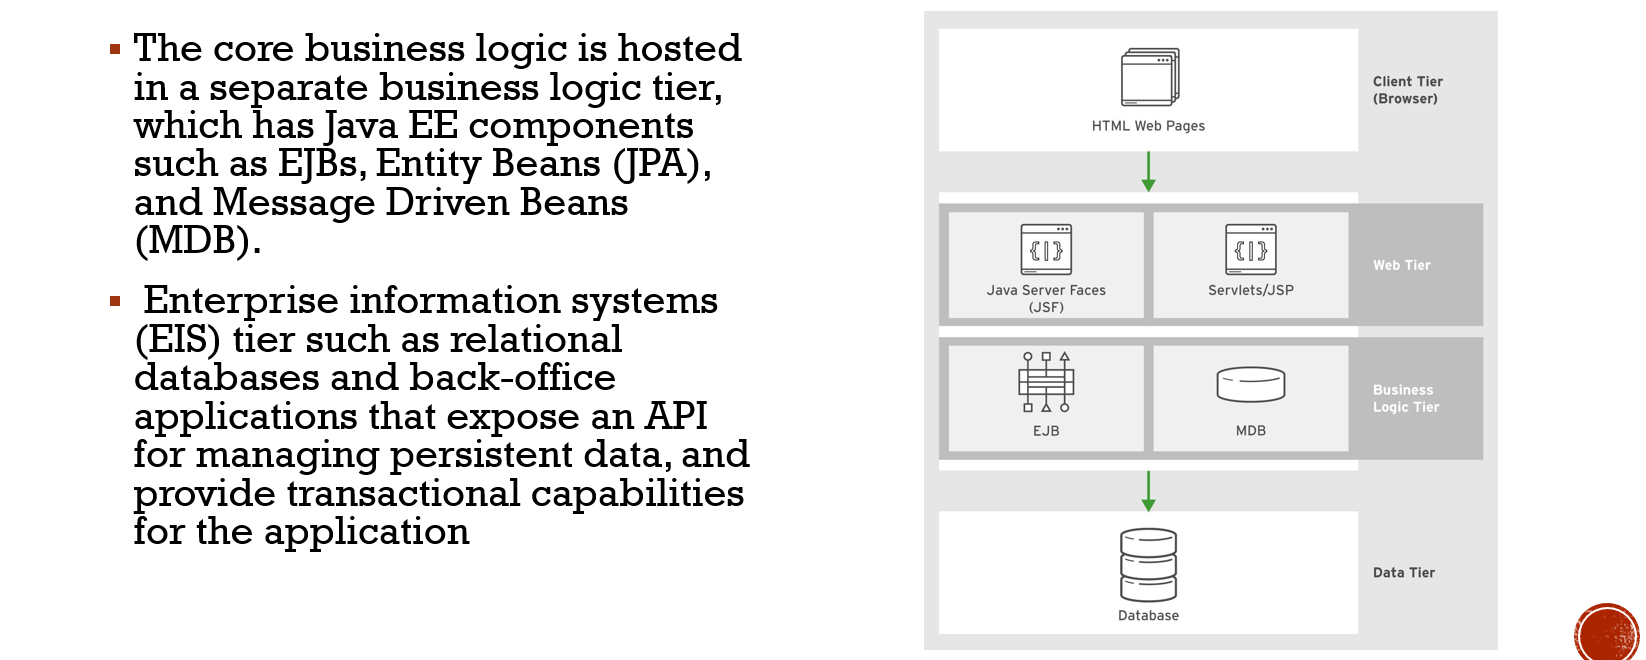 The core business logic is hosted
in a separate business logic tier,
which has Java EE components
such as EJBs, Entity Beans (JPA),
and Message Driven Beans
(MDB).
Enterprise information systems
(EIS) tier such as relational
databases and back-office
applications that expose an API
for managing persistent data, and
provide transactional capabilities
for the application
HTML Web Pages
Client Tier
(Browser)
Java Server Faces
(JSF)
Servlets/JSP
Web Tier
EJB
MDB
Business
Logic Tier
Database
Data Tier